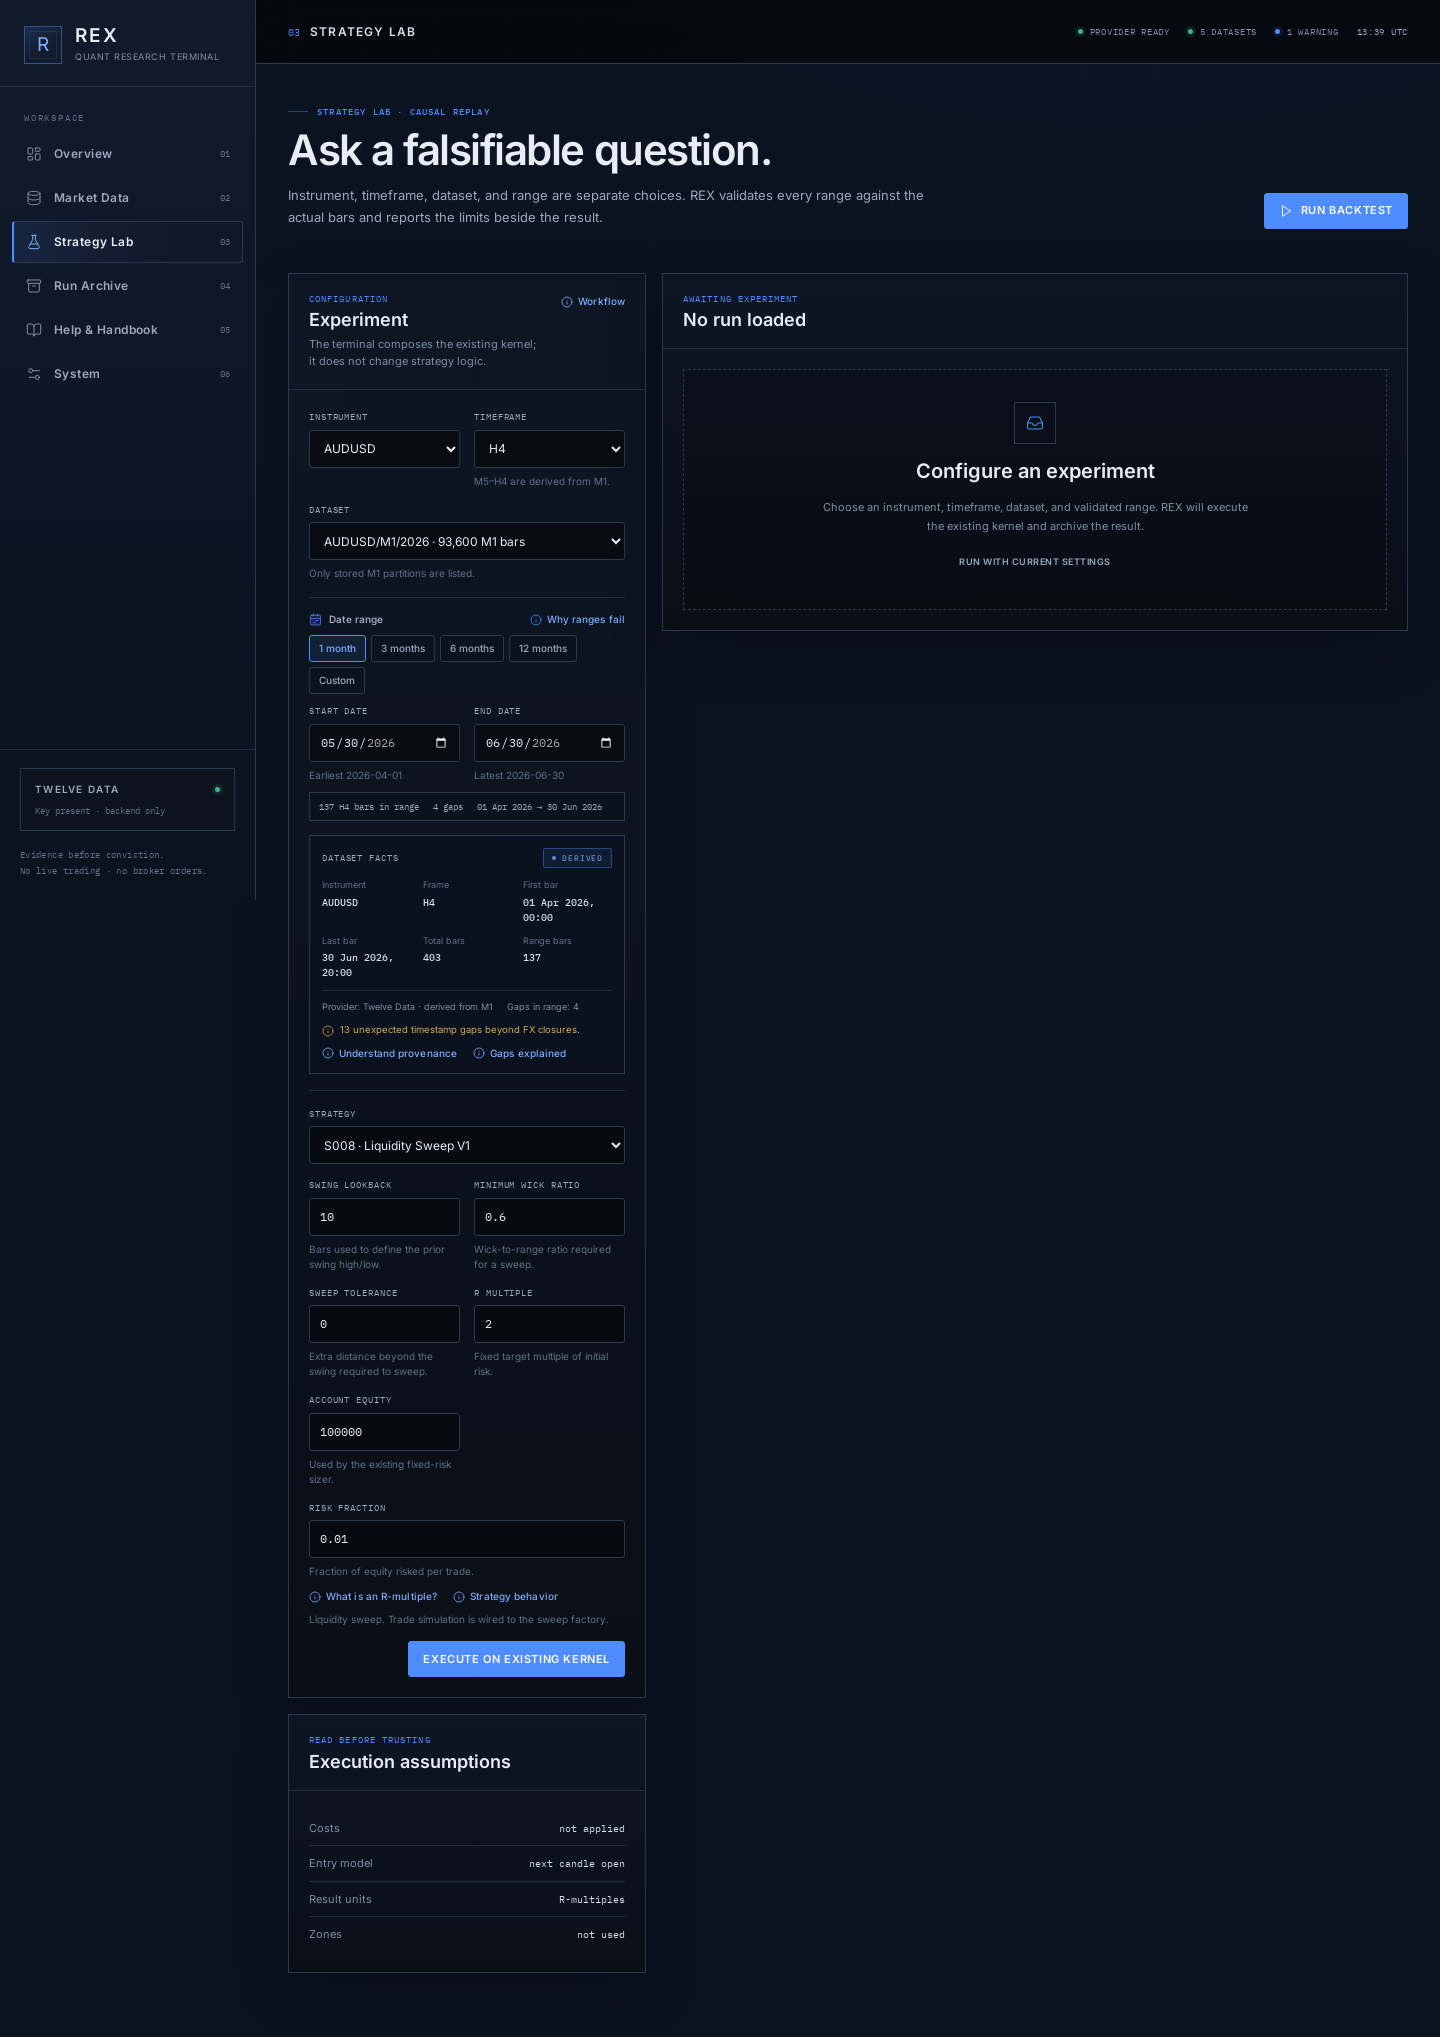 R
REX
QUANT RESEARCH TERMINAL
WORKSPACE
Overview 01
Market Data 02
Strategy Lab 03
Run Archive 04
Help & Handbook 05
System 06
TWELVE DATA
Key present · backend only
Evidence before conviction.
No live trading · no broker orders.
03 STRATEGY LAB
PROVIDER READY 5 DATASETS 1 WARNING 13:39 UTC
STRATEGY LAB · CAUSAL REPLAY
Ask a falsifiable question.
Instrument, timeframe, dataset, and range are separate choices. REX validates every range against the
actual bars and reports the limits beside the result.
RUN BACKTEST
CONFIGURATION
Workflow
Experiment
The terminal composes the existing kernel;
it does not change strategy logic.
INSTRUMENT TIMEFRAME
AUDUSD H4
M5–H4 are derived from M1.
DATASET
AUDUSD/M1/2026 · 93,600 M1 bars
Only stored M1 partitions are listed.
Date range Why ranges fail
1 month 3 months 6 months 12 months
Custom
START DATE END DATE
05/30/2026 06/30/2026
Earliest 2026-04-01 Latest 2026-06-30
137 H4 bars in range 4 gaps 01 Apr 2026 → 30 Jun 2026
DATASET FACTS DERIVED
Instrument Frame First bar
AUDUSD H4 01 Apr 2026,
00:00
Last bar Total bars Range bars
30 Jun 2026, 403 137
20:00
Provider: Twelve Data · derived from M1 Gaps in range: 4
13 unexpected timestamp gaps beyond FX closures.
Understand provenance Gaps explained
STRATEGY
S008 · Liquidity Sweep V1
SWING LOOKBACK MINIMUM WICK RATIO
10 0.6
Bars used to define the prior Wick-to-range ratio required
swing high/low. for a sweep.
SWEEP TOLERANCE R MULTIPLE
0 2
Extra distance beyond the Fixed target multiple of initial
swing required to sweep. risk.
ACCOUNT EQUITY
100000
Used by the existing fixed-risk
sizer.
RISK FRACTION
0.01
Fraction of equity risked per trade.
What is an R-multiple? Strategy behavior
Liquidity sweep. Trade simulation is wired to the sweep factory.
EXECUTE ON EXISTING KERNEL
READ BEFORE TRUSTING
Execution assumptions
Costs not applied
Entry model next candle open
Result units R-multiples
Zones not used
AWAITING EXPERIMENT
No run loaded
Configure an experiment
Choose an instrument, timeframe, dataset, and validated range. REX will execute
the existing kernel and archive the result.
RUN WITH CURRENT SETTINGS